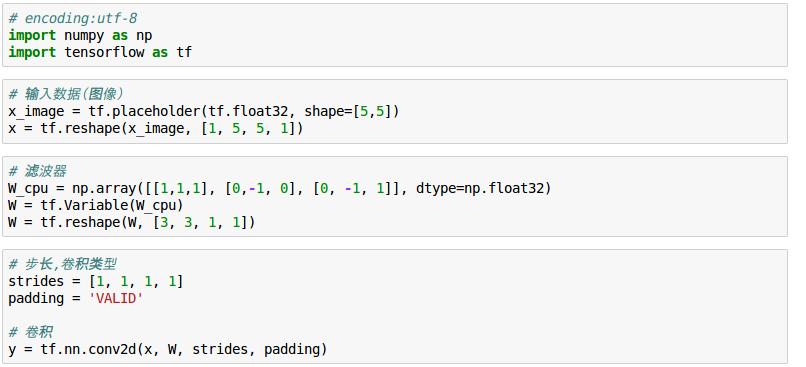 # encoding:utf-8
import numpy as np
import tensorflow as tf
# 输入数据(图像)
x_image = tf.placeholder(tf.float32, shape=[5,5])
x = tf.reshape(x_image, [1, 5, 5, 1])
# 滤波器
W_cpu = np.array([[1,1,1], [0,-1, 0], [0, -1, 1]], dtype=np.float32)
W = tf.Variable(W_cpu)
W = tf.reshape(W, [3, 3, 1, 1])
# 步长,卷积类型
strides = [1, 1, 1, 1]
padding = 'VALID'
# 卷积
y = tf.nn.conv2d(x, W, strides, padding)